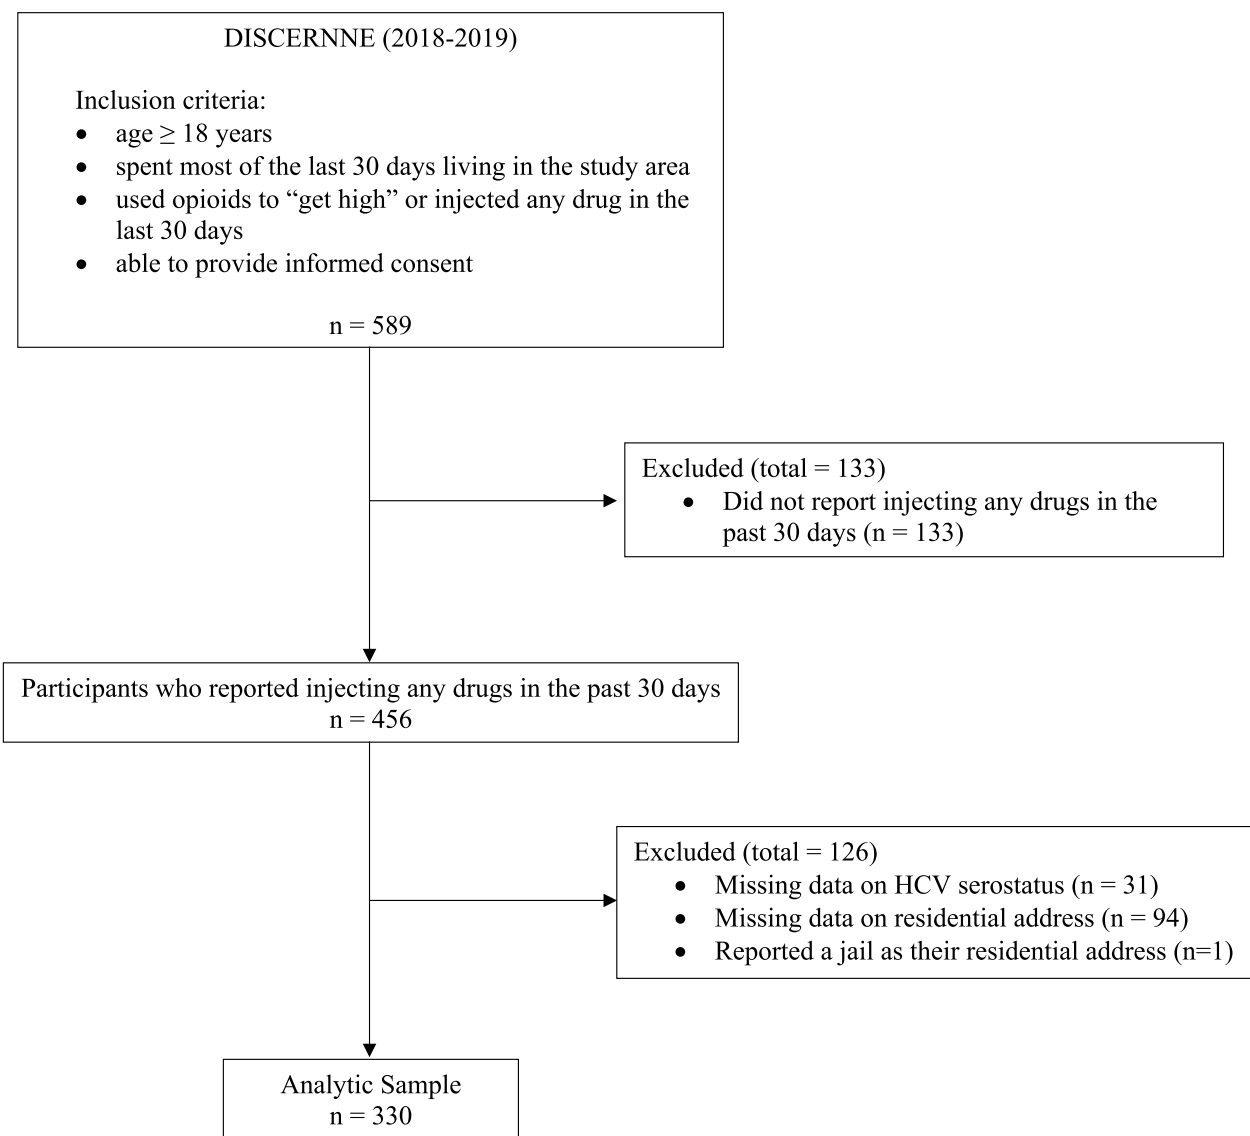 DISCERNNE (2018-2019)
Inclusion criteria:
• age ≥ 18 years
• spent most of the last 30 days living in the study area
• used opioids to “get high” or injected any drug in the
last 30 days
• able to provide informed consent
n = 589
Excluded (total = 133)
• Did not report injecting any drugs in the
past 30 days (n = 133)
Participants who reported injecting any drugs in the past 30 days
n = 456
Excluded (total = 126)
• Missing data on HCV serostatus (n = 31)
• Missing data on residential address (n = 94)
• Reported a jail as their residential address (n=1)
Analytic Sample
n = 330